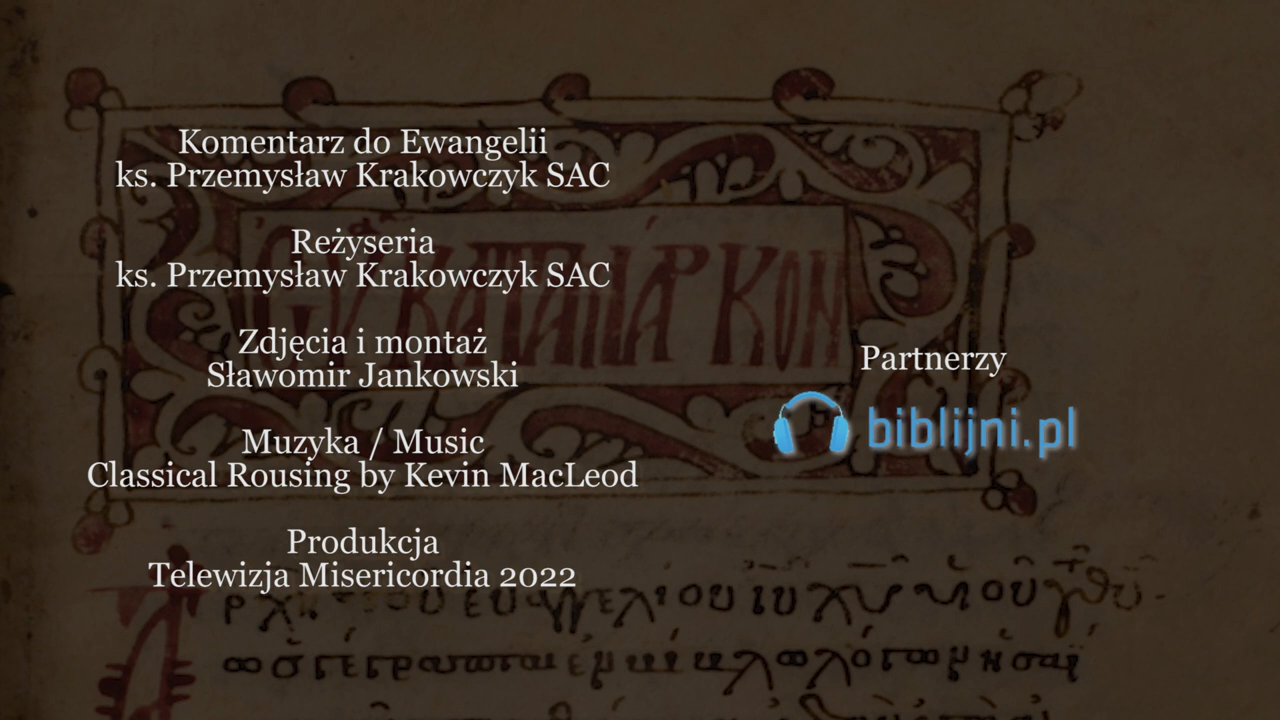 Komentarz do Ewangelii
ks. Przemysław Krakowczyk SAC
Reżyseria
ks. Przemysław Krakowczyk SAC
Zdjęcia i montaż
Sławomir Jankowski
Muzyka / Music
Classical Rousing by Kevin MacLeod
Produkcja
Telewizja Misericordia 2022
Partnerzy
biblijni.pl